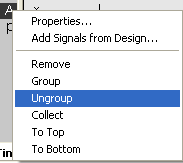 A
Properties...
Add Signals from Design...
Remove
Group
Ungroup
Collect
To Top
To Bottom